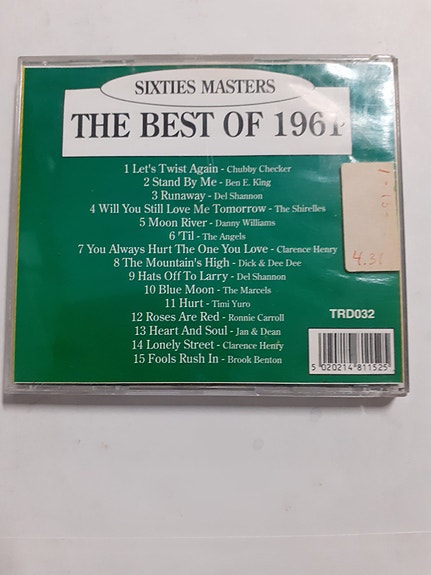 SIXTIES MASTERS
THE BEST OF 1961
1 Let's Twist Again - Chubby Checker
2 Stand By Me - Ben E. King
3 Runaway - Del Shannon
4 Will You Still Love Me Tomorrow - The Shirelles
5 Moon River - Danny Williams
6 'Til - The Angels
7 You Always Hurt The One You Love - Clarence Henry
8 The Mountain's High - Dick & Dee Dee
9 Hats Off To Larry - Del Shannon
10 Blue Moon - The Marcels
11 Hurt - Timi Yuro
12 Roses Are Red - Ronnie Carroll
13 Heart And Soul - Jan & Dean
14 Lonely Street - Clarence Henry
15 Fools Rush In - Brook Benton
4.31
TRD032
5 020214 811525